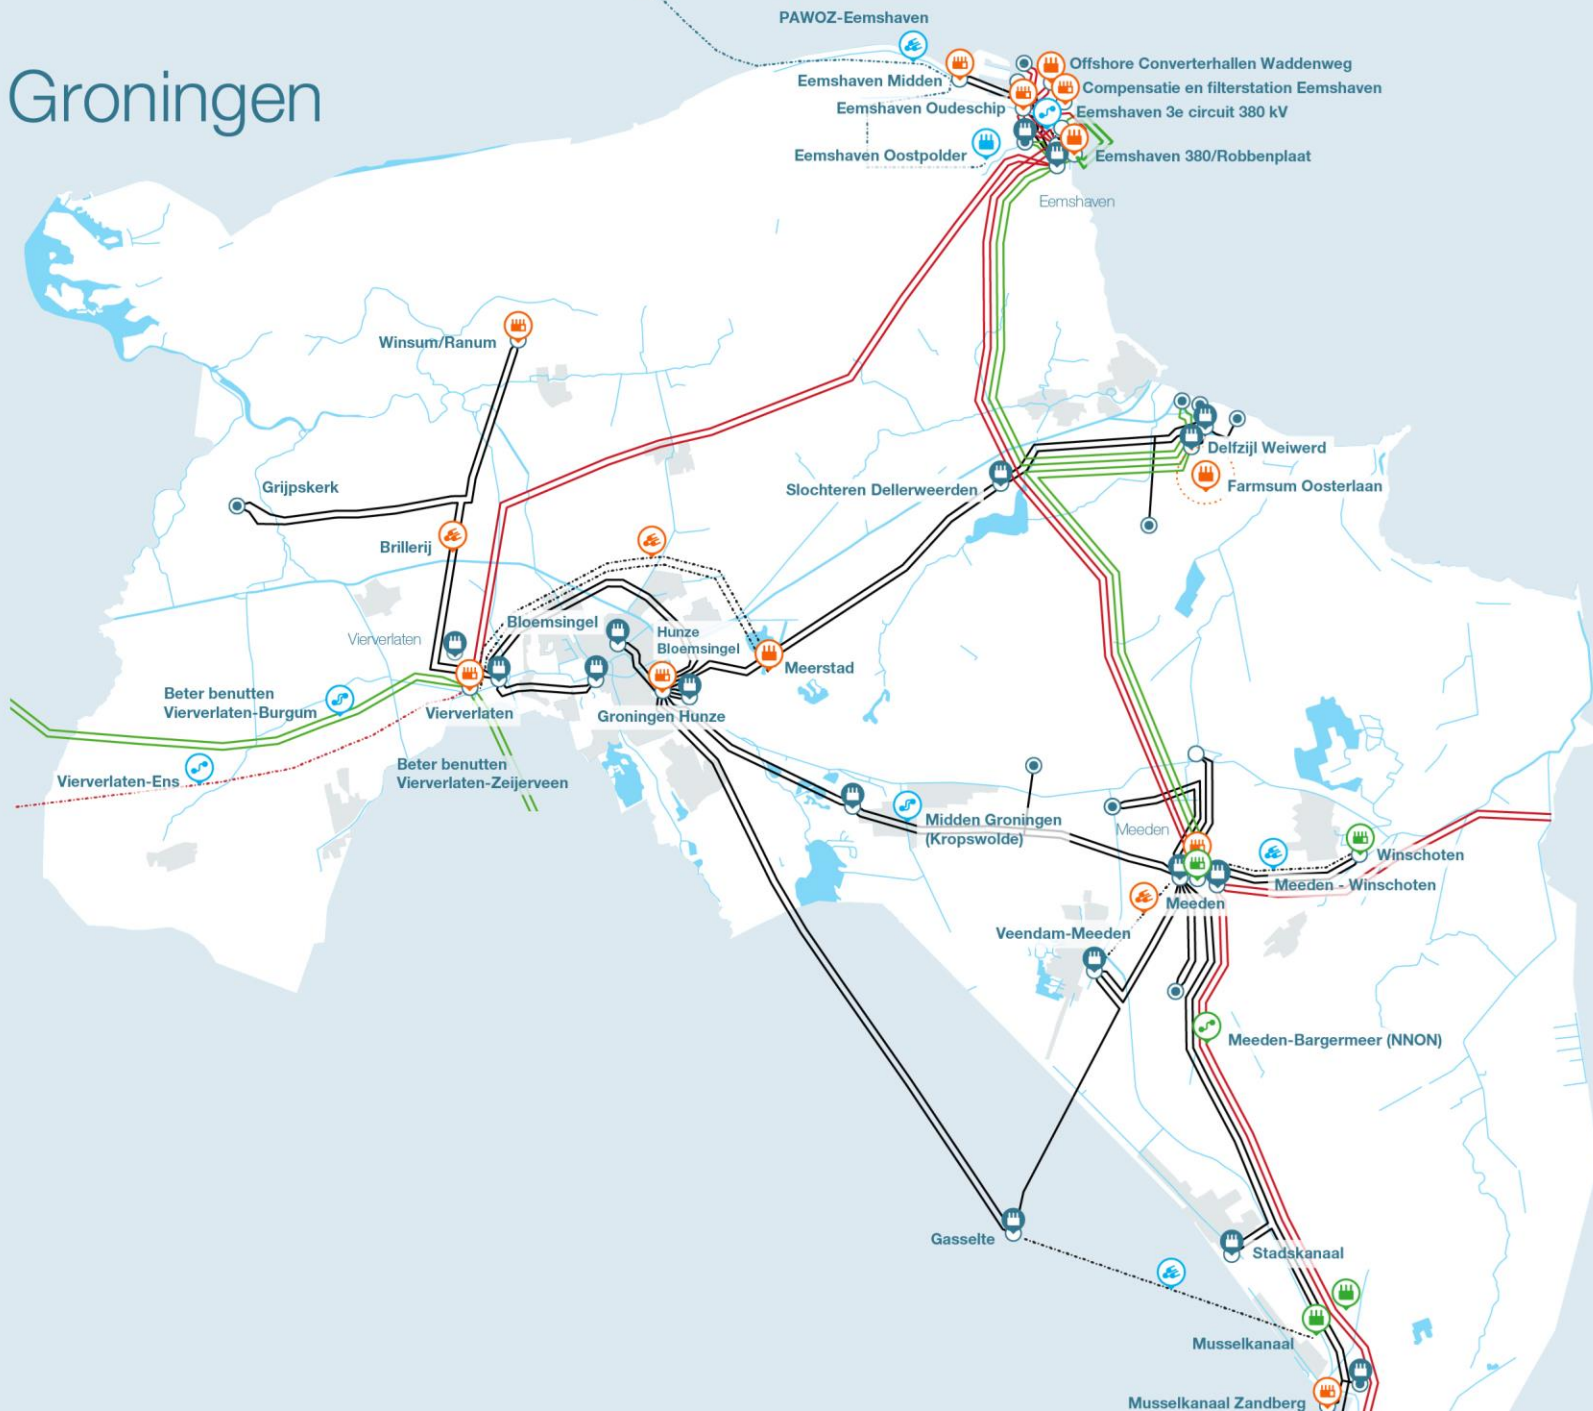 Groningen
PAWOZ-Eemshaven
Offshore Converterhallen Waddenweg
Eemshaven Midden
Compensatie en filterstation Eemshaven
Eemshaven Oudeschip
Eemshaven 3e circuit 380 kV
Eemshaven Oostpolder
Eemshaven 380/Robbenplaat
Eemshaven
Winsum/Ranum
Delfzijl Weiwerd
Grijpskerk
Slochteren Dellerweerden
Farmsum Oosterlaan
Brillerij
Vierverlaten
Bloemsingel
Hunze
Bloemsingel
Meerstad
Beter benutten
Vierverlaten-Burgum
Vierverlaten
Groningen Hunze
Vierverlaten-Ens
Beter benutten
Vierverlaten-Zeijerveen
Midden Groningen
(Kropswolde)
Meeden
Winschoten
Meeden - Winschoten
Meeden
Veendam-Meeden
Meeden-Bargermeer (NNON)
Gasselte
Stadskanaal
Musselkanaal
Musselkanaal Zandberg